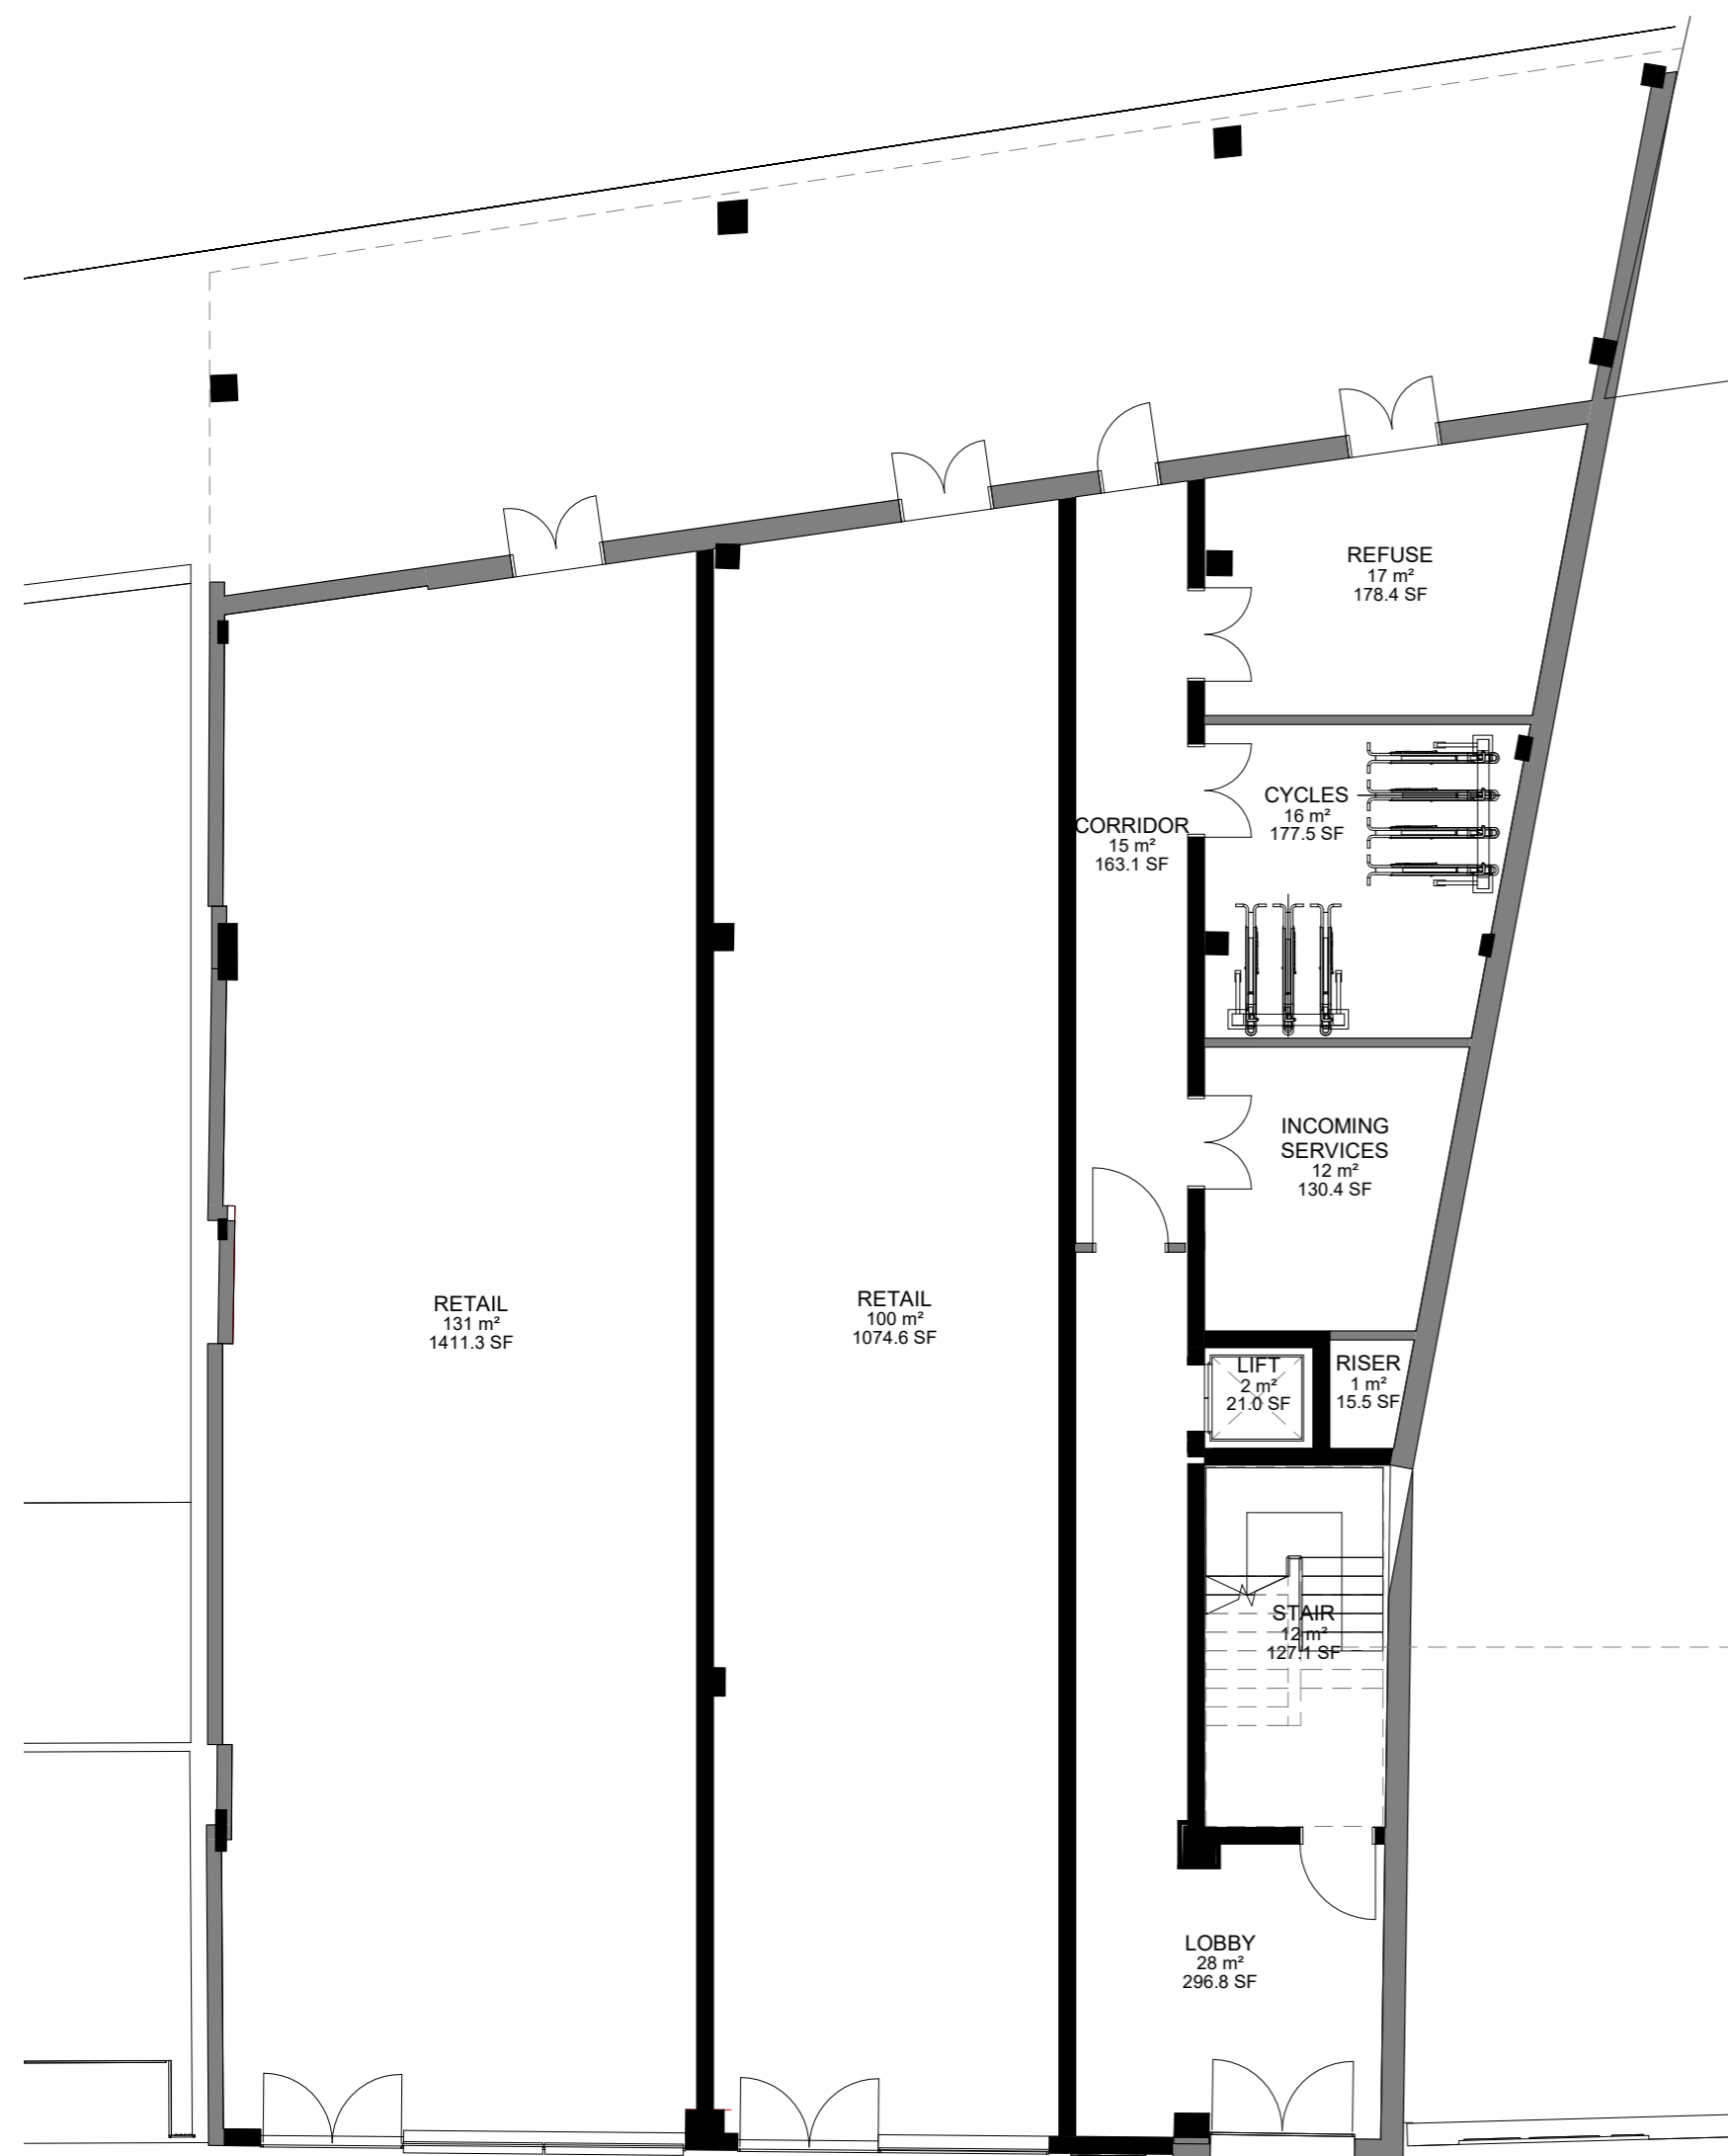 REFUSE
17 m²
178.4 SF
CYCLES
16 m²
177.5 SF
CORRIDOR
15 m²
163.1 SF
INCOMING
SERVICES
12 m²
130.4 SF
RETAIL
131 m²
1411.3 SF
RETAIL
100 m²
1074.6 SF
LIFT
2 m²
21.0 SF
RISER
1 m²
15.5 SF
STAIR
12 m²
127.1 SF
LOBBY
28 m²
296.8 SF